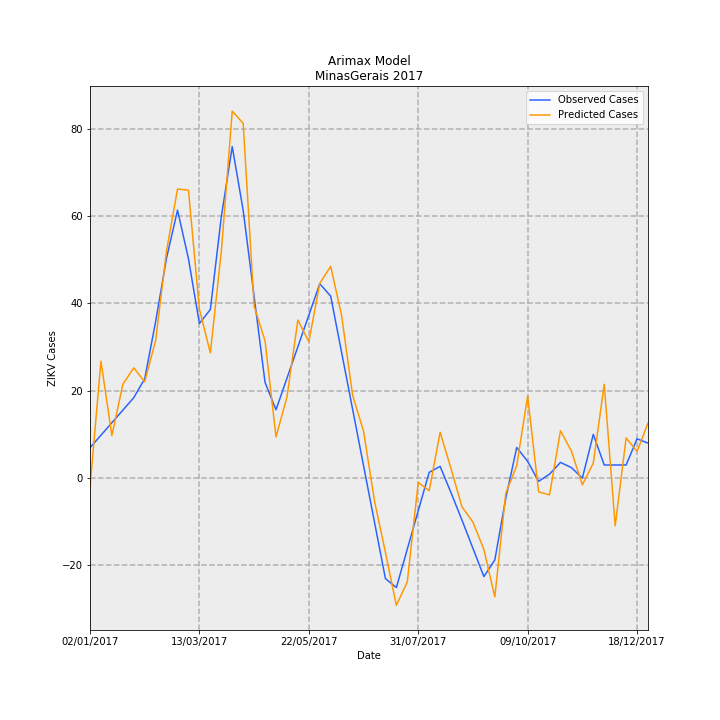 Arimax Model
MinasGerais 2017
Observed Cases
Predicted Cases
80
60
40
20
0
−20
ZIKV Cases
02/01/2017
13/03/2017
22/05/2017
31/07/2017
09/10/2017
18/12/2017
Date